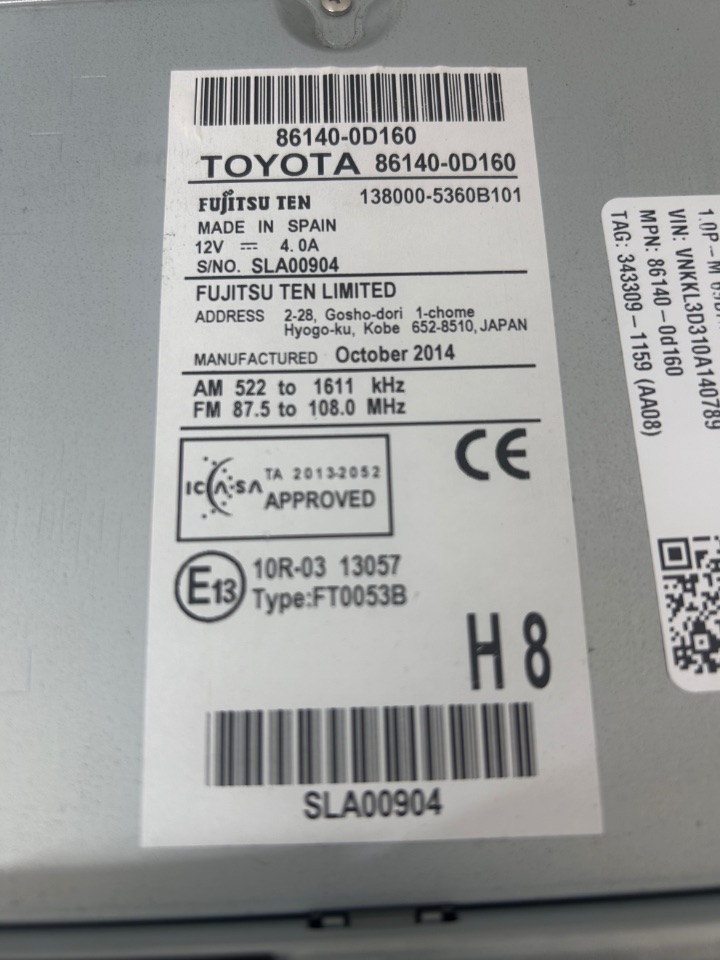 86140-0D160
TOYOTA 86140-0D160
FUJITSU TEN 138000-5360B101
MADE IN SPAIN
12V ⎓ 4.0A
S/NO. SLA00904
FUJITSU TEN LIMITED
ADDRESS 2-28, Gosho-dori 1-chome
Hyogo-ku, Kobe 652-8510, JAPAN
MANUFACTURED October 2014
AM 522 to 1611 kHz
FM 87.5 to 108.0 MHz
ICASA TA 2013-2052
APPROVED
CE
E13 10R-03 13057
Type:FT0053B
H8
SLA00904
VIN: VNKKL3D310A140789
MPN: 86140-0d160
TAG: 343309-1159 (AA08)